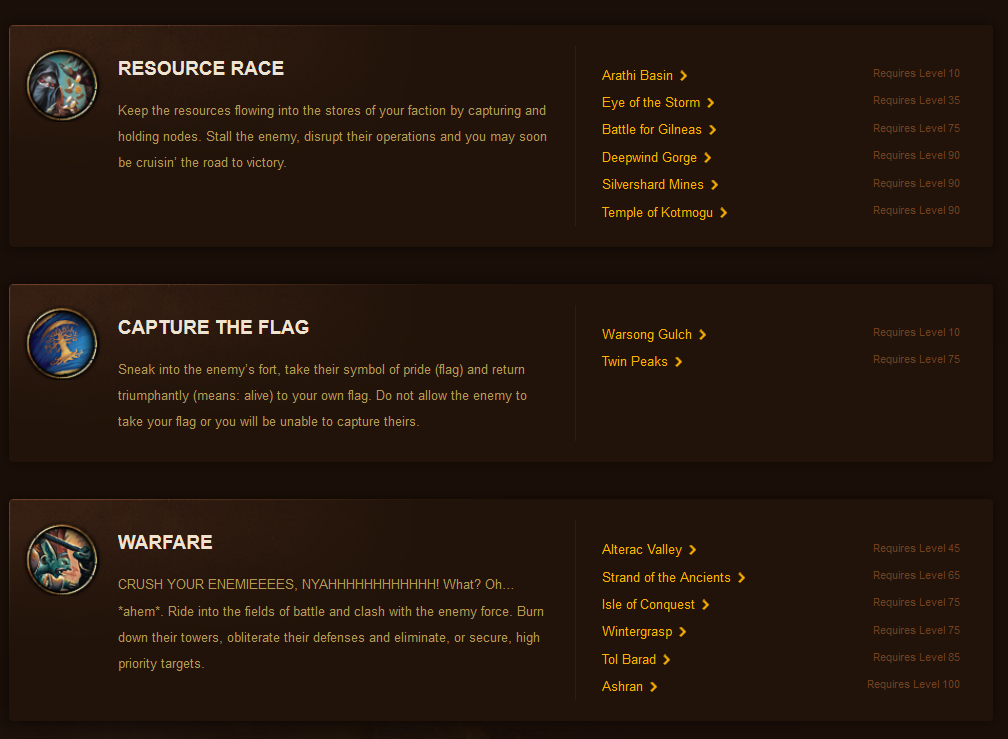 RESOURCE RACE
Keep the resources flowing into the stores of your faction by capturing and
holding nodes. Stall the enemy, disrupt their operations and you may soon
be cruisin’ the road to victory.
Arathi Basin Requires Level 10
Eye of the Storm Requires Level 35
Battle for Gilneas Requires Level 75
Deepwind Gorge Requires Level 90
Silvershard Mines Requires Level 90
Temple of Kotmogu Requires Level 90
CAPTURE THE FLAG
Sneak into the enemy’s fort, take their symbol of pride (flag) and return
triumphantly (means: alive) to your own flag. Do not allow the enemy to
take your flag or you will be unable to capture theirs.
Warsong Gulch Requires Level 10
Twin Peaks Requires Level 75
WARFARE
CRUSH YOUR ENEMIEEEES, NYAHHHHHHHHHHHH! What? Oh...
*ahem*. Ride into the fields of battle and clash with the enemy force. Burn
down their towers, obliterate their defenses and eliminate, or secure, high
priority targets.
Alterac Valley Requires Level 45
Strand of the Ancients Requires Level 65
Isle of Conquest Requires Level 75
Wintergrasp Requires Level 75
Tol Barad Requires Level 85
Ashran Requires Level 100